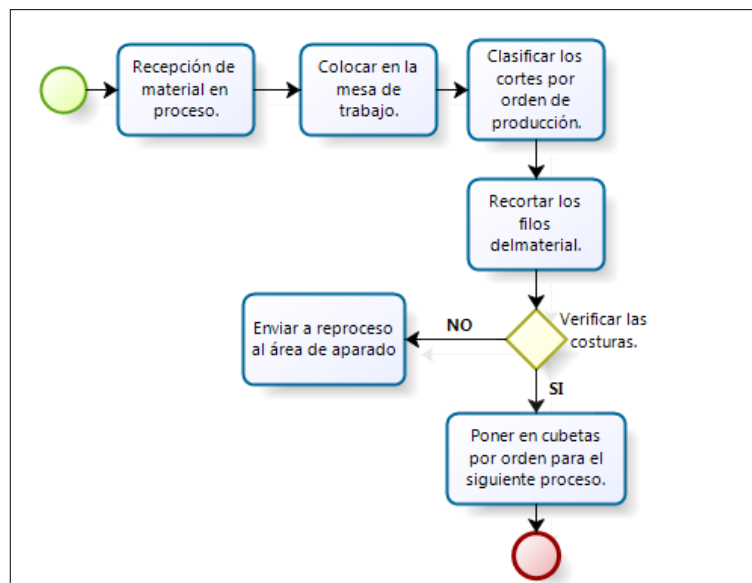 Recepción de
material en
proceso.
Colocar en la
mesa de
trabajo.
Clasificar los
cortes por
orden de
producción.
Recortar los
filos
delmaterial.
Verificar las
costuras.
NO
Enviar a reproceso
al área de aparado
SI
Poner en cubetas
por orden para el
siguiente proceso.